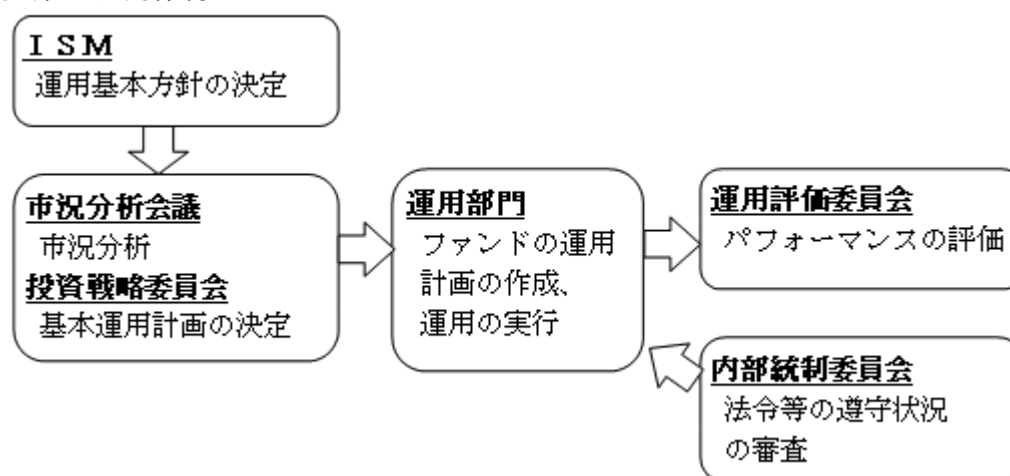 ＩＳＭ
運用基本方針の決定
市況分析会議
市況分析
投資戦略委員会
基本運用計画の決定
運用部門
ファンドの運用
計画の作成、
運用の実行
運用評価委員会
パフォーマンスの評価
内部統制委員会
法令等の遵守状況
の審査